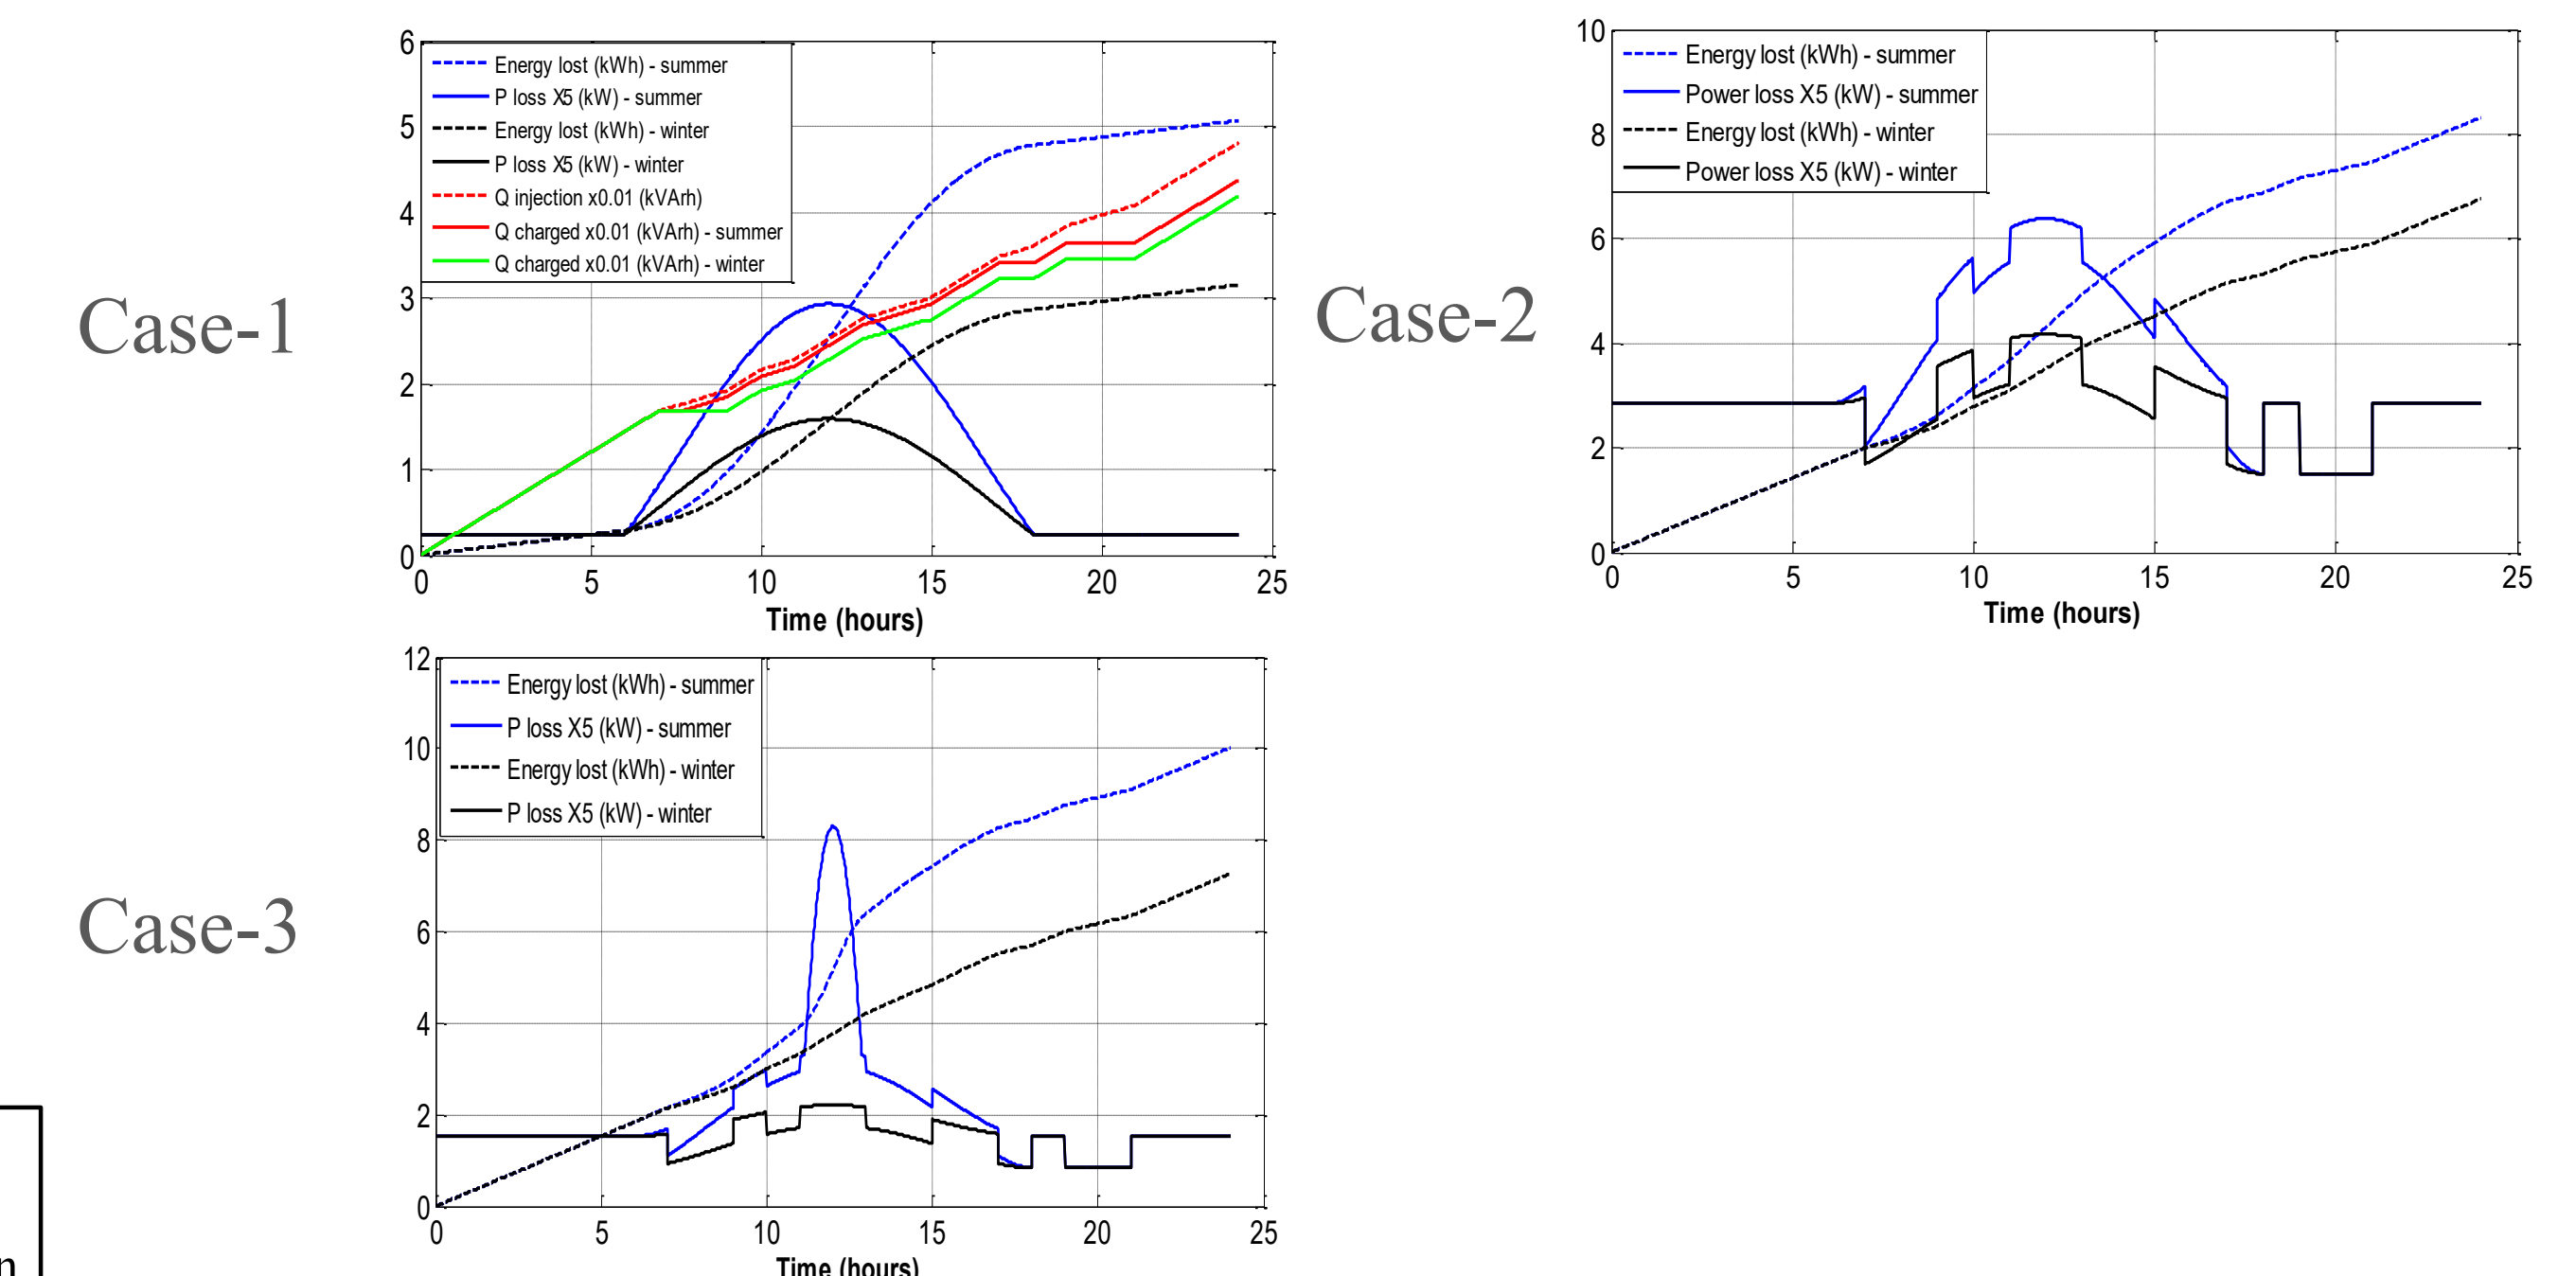 Case-1
6
5
4
3
2
1
0
Energy lost (kWh) - summer
P loss X5 (kW) - summer
Energy lost (kWh) - winter
P loss X5 (kW) - winter
Q injection x0.01 (kVArh)
Q charged x0.01 (kVArh) - summer
Q charged x0.01 (kVArh) - winter
0 5 10 15 20 25
Time (hours)
Case-2
10
8
6
4
2
0
Energy lost (kWh) - summer
Power loss X5 (kW) - summer
Energy lost (kWh) - winter
Power loss X5 (kW) - winter
0 5 10 15 20 25
Time (hours)
Case-3
12
10
8
6
4
2
0
Energy lost (kWh) - summer
P loss X5 (kW) - summer
Energy lost (kWh) - winter
P loss X5 (kW) - winter
0 5 10 15 20 25
Time (hours)
n